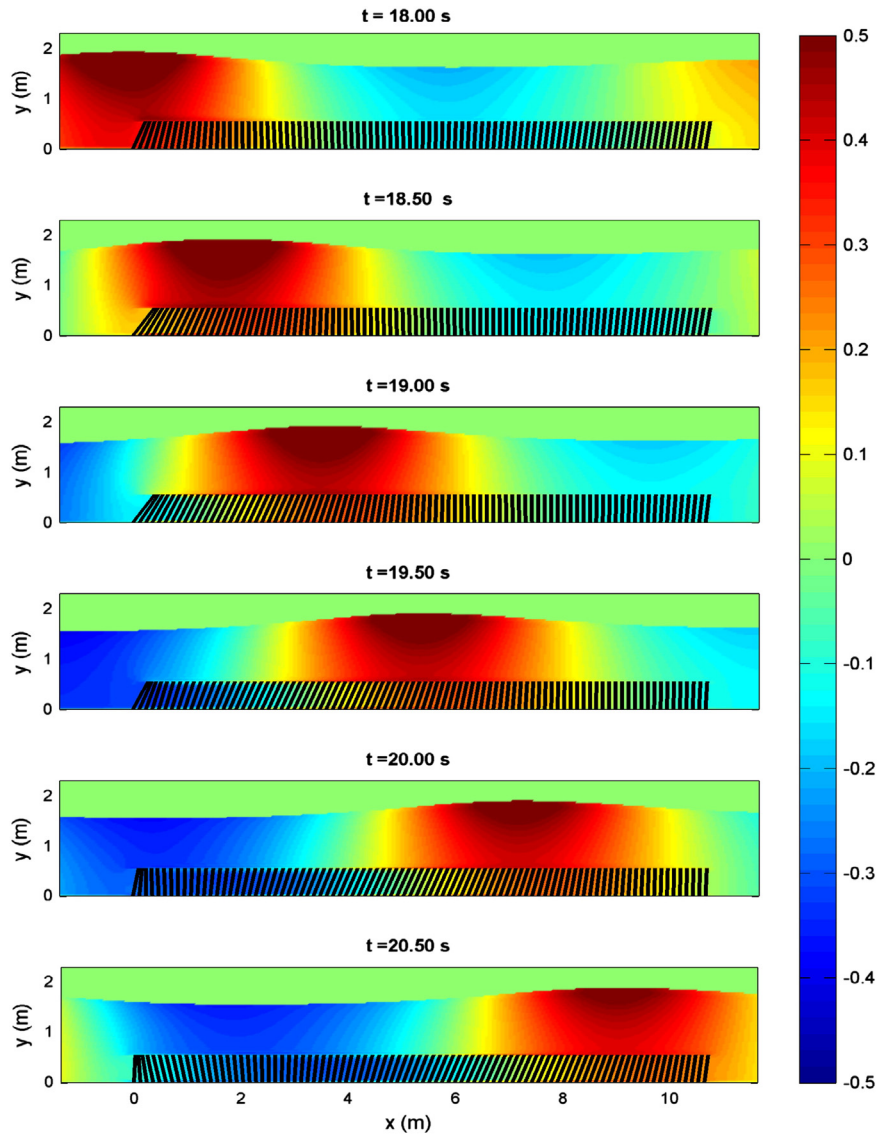 t = 18.00 s
y (m)
2
1
0
t =18.50 s
y (m)
2
1
0
t =19.00 s
y (m)
2
1
0
t =19.50 s
y (m)
2
1
0
t =20.00 s
y (m)
2
1
0
t =20.50 s
y (m)
2
1
0
0 2 4 6 8 10
x (m)
0.5
0.4
0.3
0.2
0.1
0
-0.1
-0.2
-0.3
-0.4
-0.5